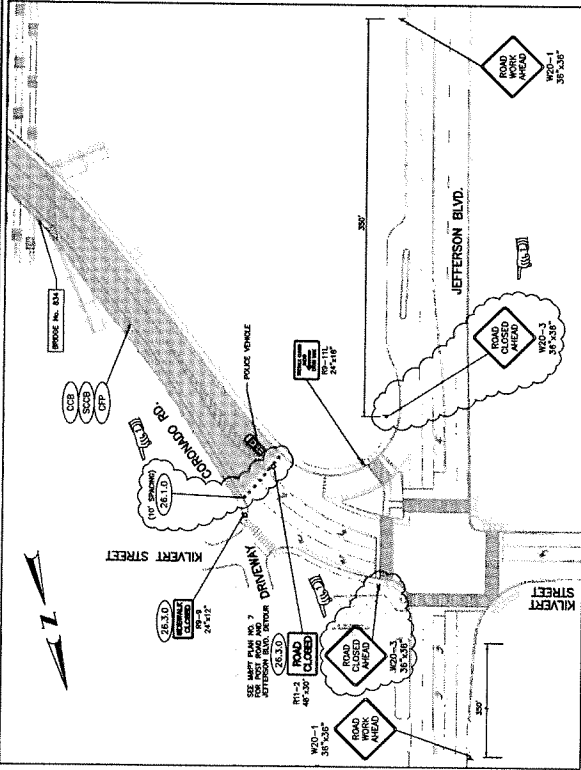 BRIDGE No. 834
CCB
SCCB
CFP
CORONADO RD.
(10' SPACING)
26.1.0
POLICE VEHICLE
KILVERT STREET
DRIVEWAY
26.3.0
SIDEWALK
CLOSED
R9-9
24"x12"
SEE M&PT PLAN NO. 7
FOR POST ROAD AND
JEFFERSON BLVD. DETOUR
26.3.0
ROAD
CLOSED
R11-2
48"x30"
ROAD
CLOSED
AHEAD
W20-3
36"x36"
ROAD
WORK
AHEAD
W20-1
36"x36"
350'
KILVERT
STREET
R9-11L
24"x18"
ROAD
CLOSED
AHEAD
W20-3
36"x36"
JEFFERSON BLVD.
350'
ROAD
WORK
AHEAD
W20-1
36"x36"